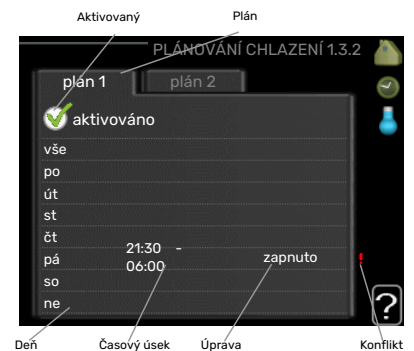 Aktivovaný
Plán
PLÁNOVÁNÍ CHLAZENÍ 1.3.2
plán 1
plán 2
aktivováno
vše
po
út
st
čt
pá
21:30 -
06:00
zapnuto
!
so
ne
?
Deň
Časový úsek
Úprava
Konflikt